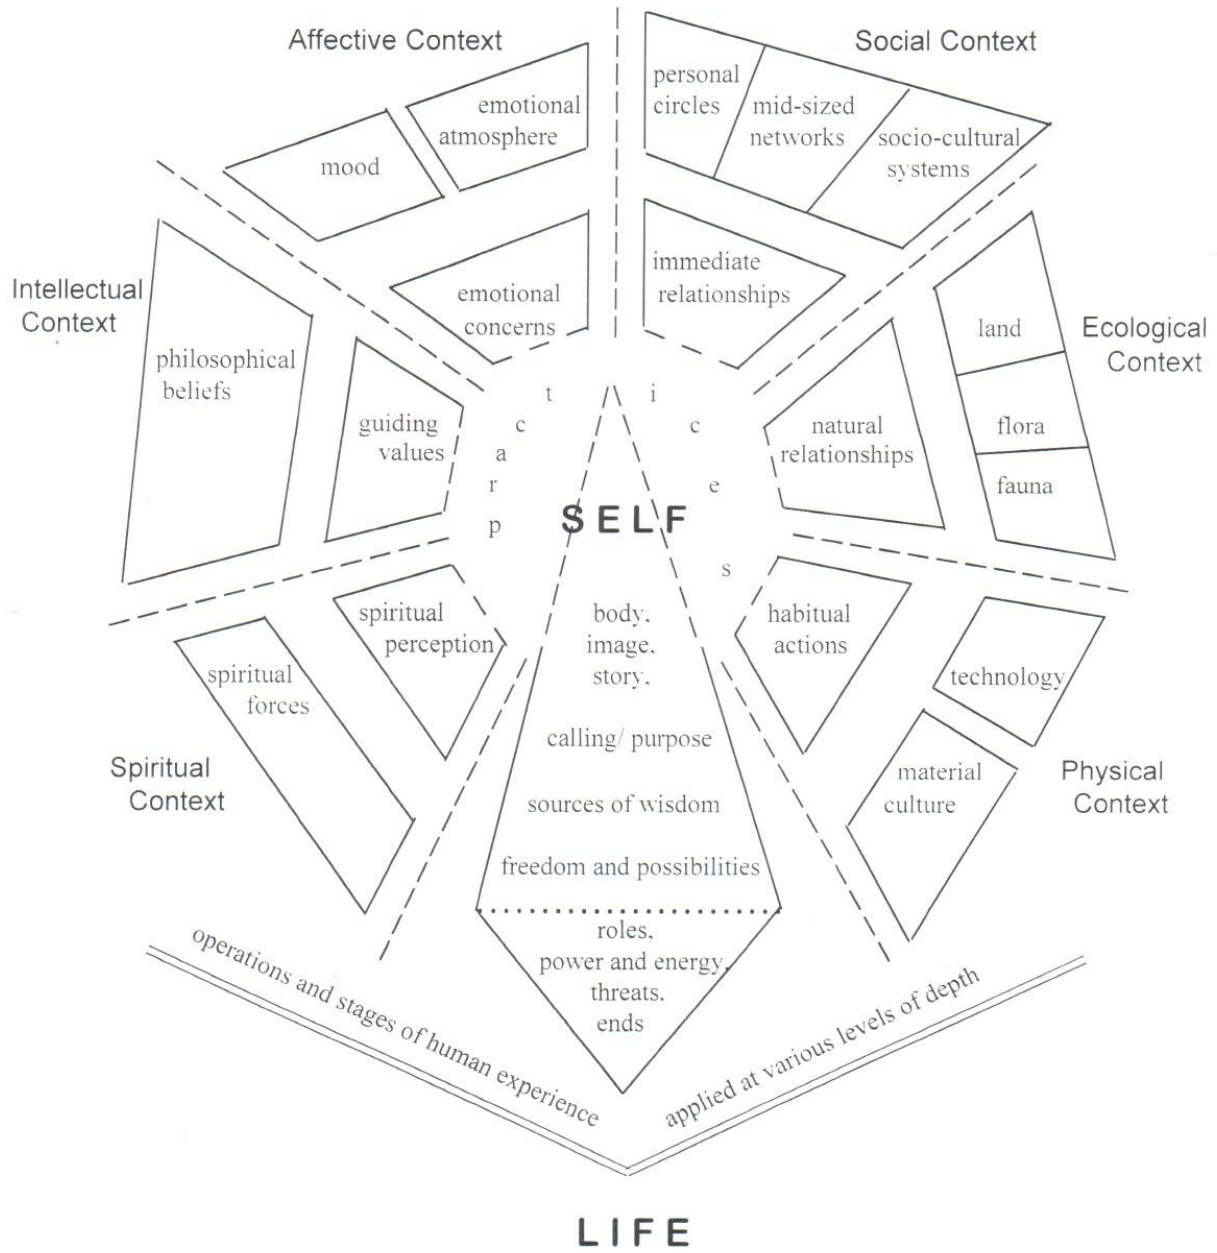 Affective Context
Social Context
personal
circles
mid-sized
networks
socio-cultural
systems
emotional
atmosphere
mood
emotional
concerns
immediate
relationships
Intellectual
Context
philosophical
beliefs
guiding
values
Ecological
Context
land
flora
fauna
natural
relationships
practices
SELF
body,
image,
story,
calling/ purpose
sources of wisdom
freedom and possibilities
roles,
power and energy,
threats,
ends
spiritual
perception
spiritual
forces
Spiritual
Context
habitual
actions
technology
material
culture
Physical
Context
operations and stages of human experience
applied at various levels of depth
LIFE